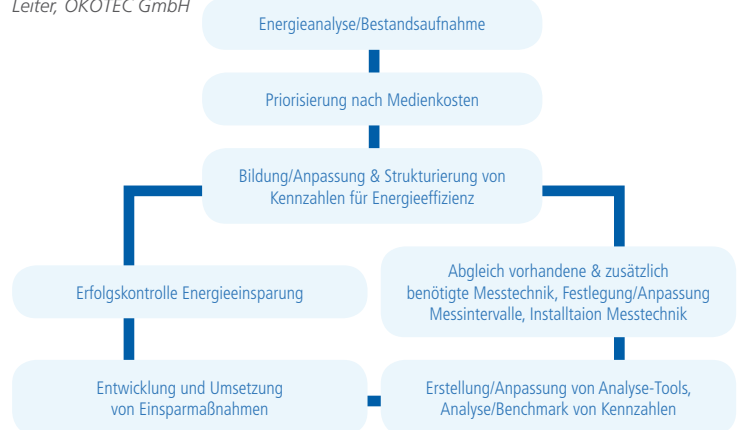 Leiter, ÖKOTEC GmbH
Energieanalyse/Bestandsaufnahme
Priorisierung nach Medienkosten
Bildung/Anpassung & Strukturierung von
Kennzahlen für Energieeffizienz
Erfolgskontrolle Energieeinsparung
Abgleich vorhandene & zusätzlich
benötigte Messtechnik, Festlegung/Anpassung
Messintervalle, Installtaion Messtechnik
Entwicklung und Umsetzung
von Einsparmaßnahmen
Erstellung/Anpassung von Analyse-Tools,
Analyse/Benchmark von Kennzahlen